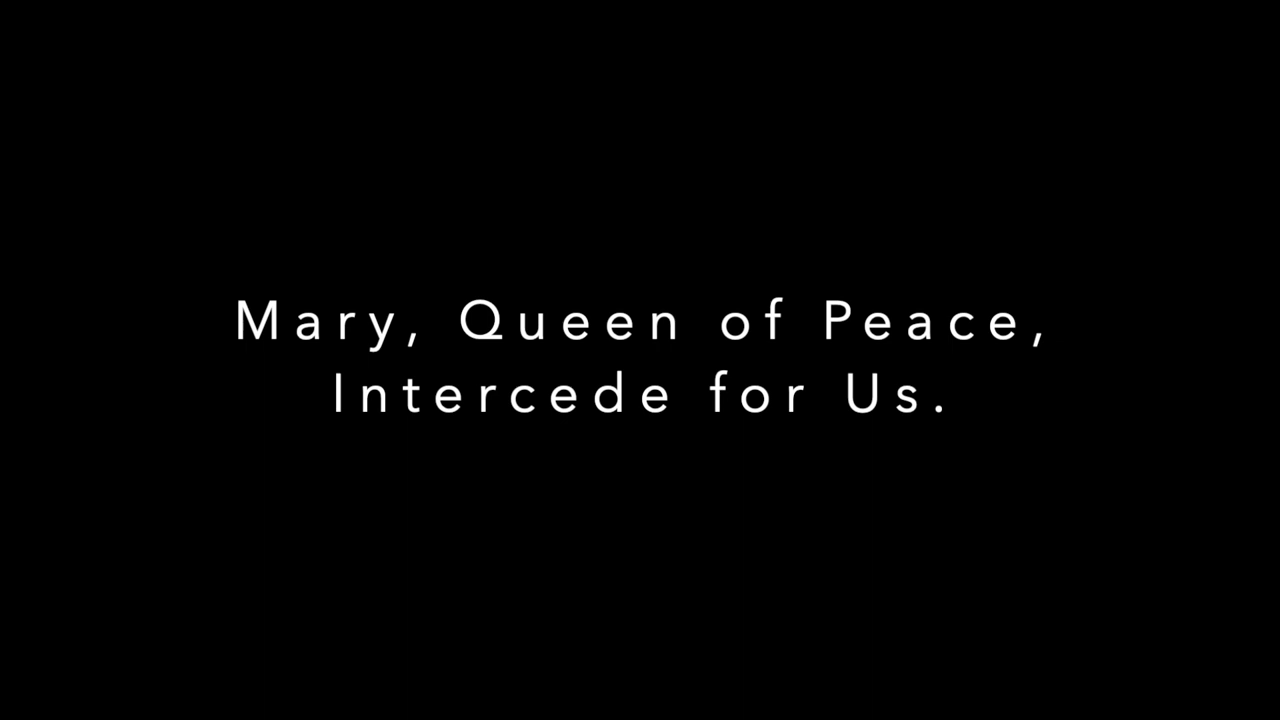 Mary, Queen of Peace,
Intercede for Us.